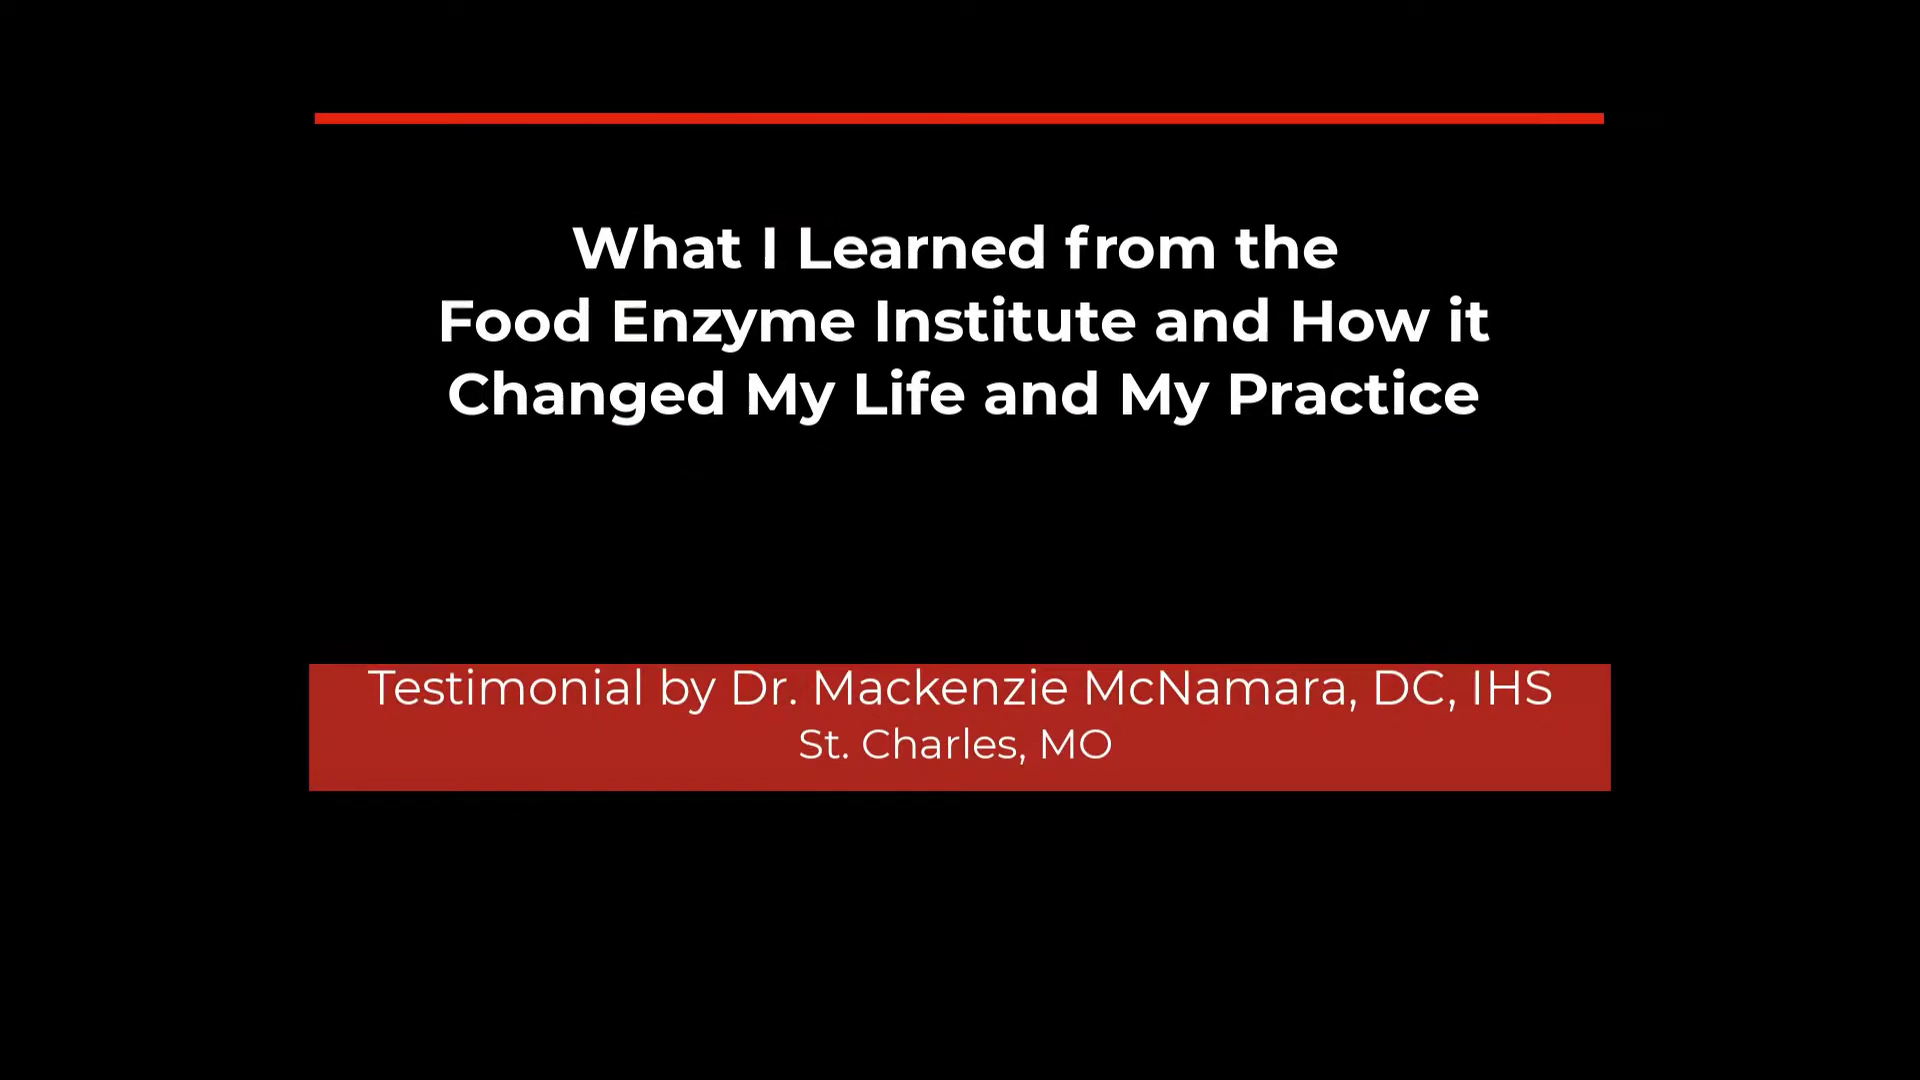 What I Learned from the
Food Enzyme Institute and How it
Changed My Life and My Practice
Testimonial by Dr. Mackenzie McNamara, DC, IHS
St. Charles, MO